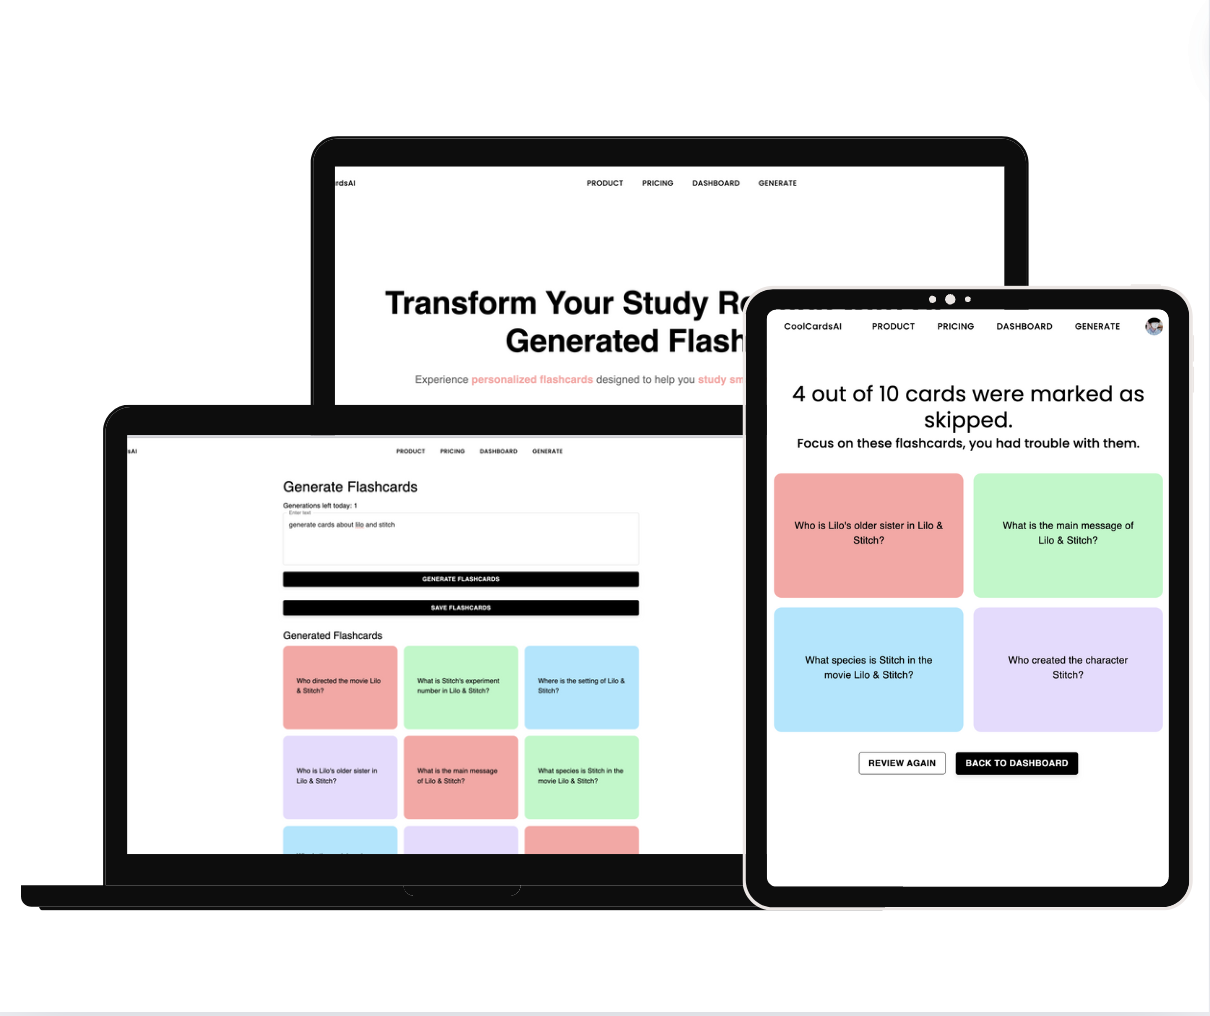 rdsAI PRODUCT PRICING DASHBOARD GENERATE
Transform Your Study
Generated Flash
Experience personalized flashcards designed to help you study
sAI PRODUCT PRICING DASHBOARD GENERATE
Generate Flashcards
Generations left today: 1
Enter text
generate cards about lilo and stitch
GENERATE FLASHCARDS
SAVE FLASHCARDS
Generated Flashcards
Who directed the movie Lilo
& Stitch?
What is Stitch's experiment
number in Lilo & Stitch?
Where is the setting of Lilo &
Stitch?
Who is Lilo's older sister in
Lilo & Stitch?
What is the main message
of Lilo & Stitch?
What species is Stitch in the
movie Lilo & Stitch?
CoolCardsAI PRODUCT PRICING DASHBOARD GENERATE
4 out of 10 cards were marked as
skipped.
Focus on these flashcards, you had trouble with them.
Who is Lilo's older sister in Lilo &
Stitch?
What is the main message of
Lilo & Stitch?
What species is Stitch in the
movie Lilo & Stitch?
Who created the character
Stitch?
REVIEW AGAIN
BACK TO DASHBOARD